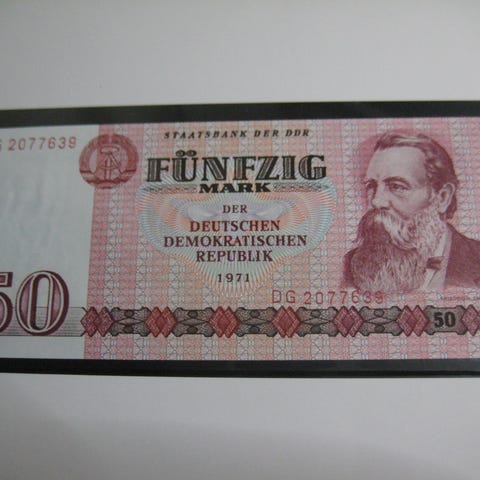 2077639
STAATSBANK DER DDR
FÜNFZIG
MARK
DER
DEUTSCHEN
DEMOKRATISCHEN
REPUBLIK
1971
DG 2077639
50
50